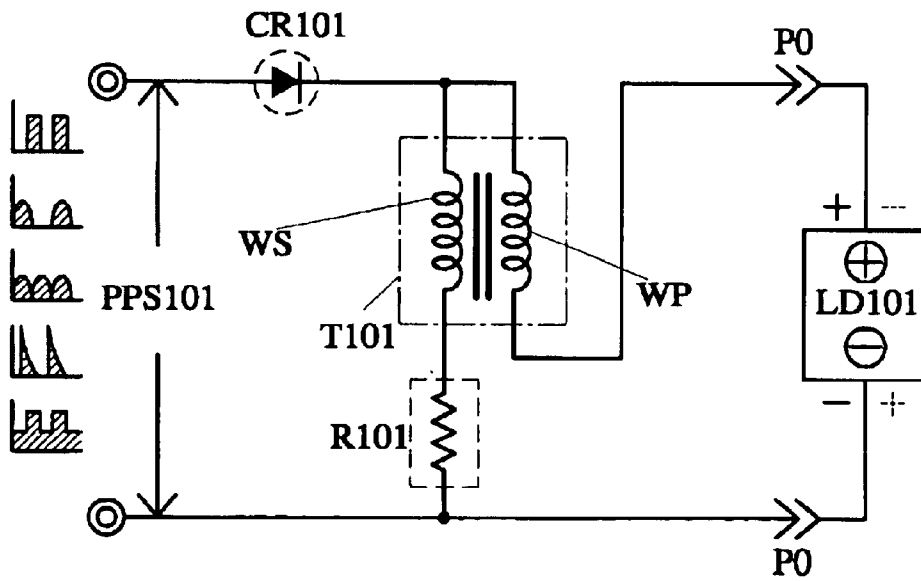 CR101
P0
PPS101
WS
WP
T101
R101
+ --
LD101
+
−
− +
P0